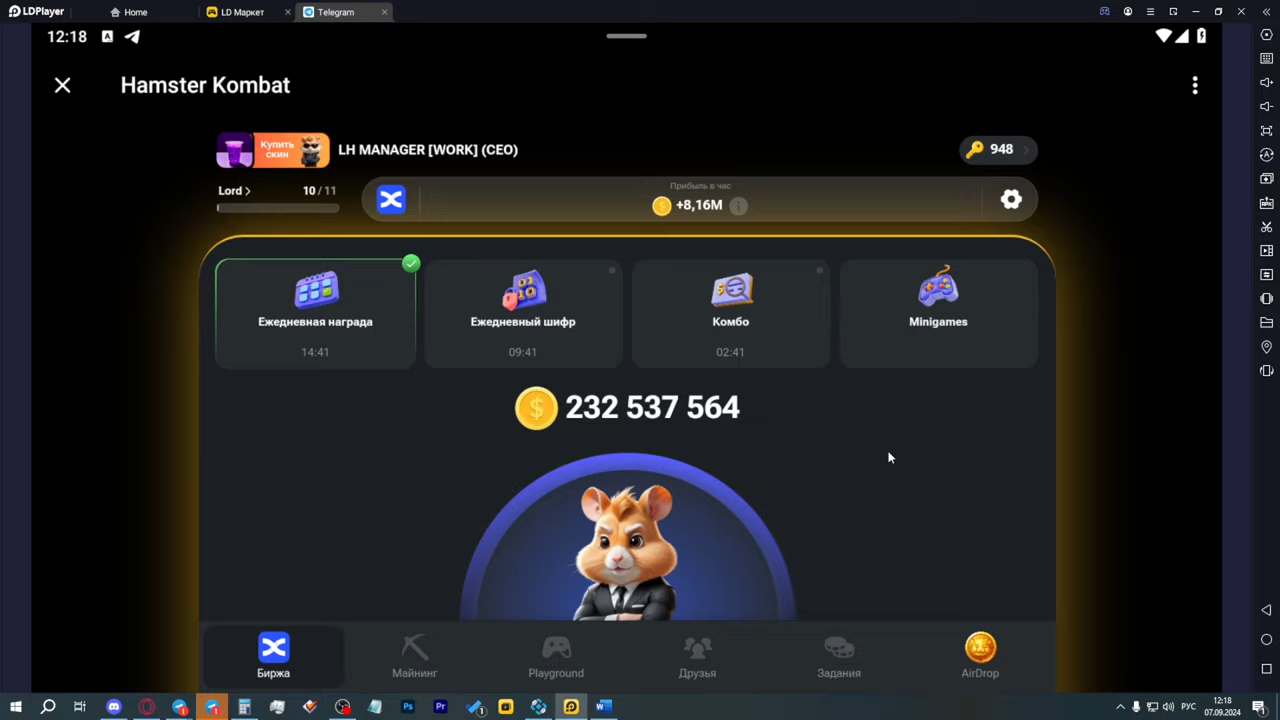 LDPlayer
Home
LD Маркет
Telegram
12:18
A
Hamster Kombat
Купить
скин
LH MANAGER [WORK] (CEO)
948
Lord >
10 / 11
Прибыль в час
+8,16M
Ежедневная награда
14:41
Ежедневный шифр
09:41
Комбо
02:41
Minigames
232 537 564
Биржа
Майнинг
Playground
Друзья
Задания
AirDrop
РУС
12:18
07.09.2024